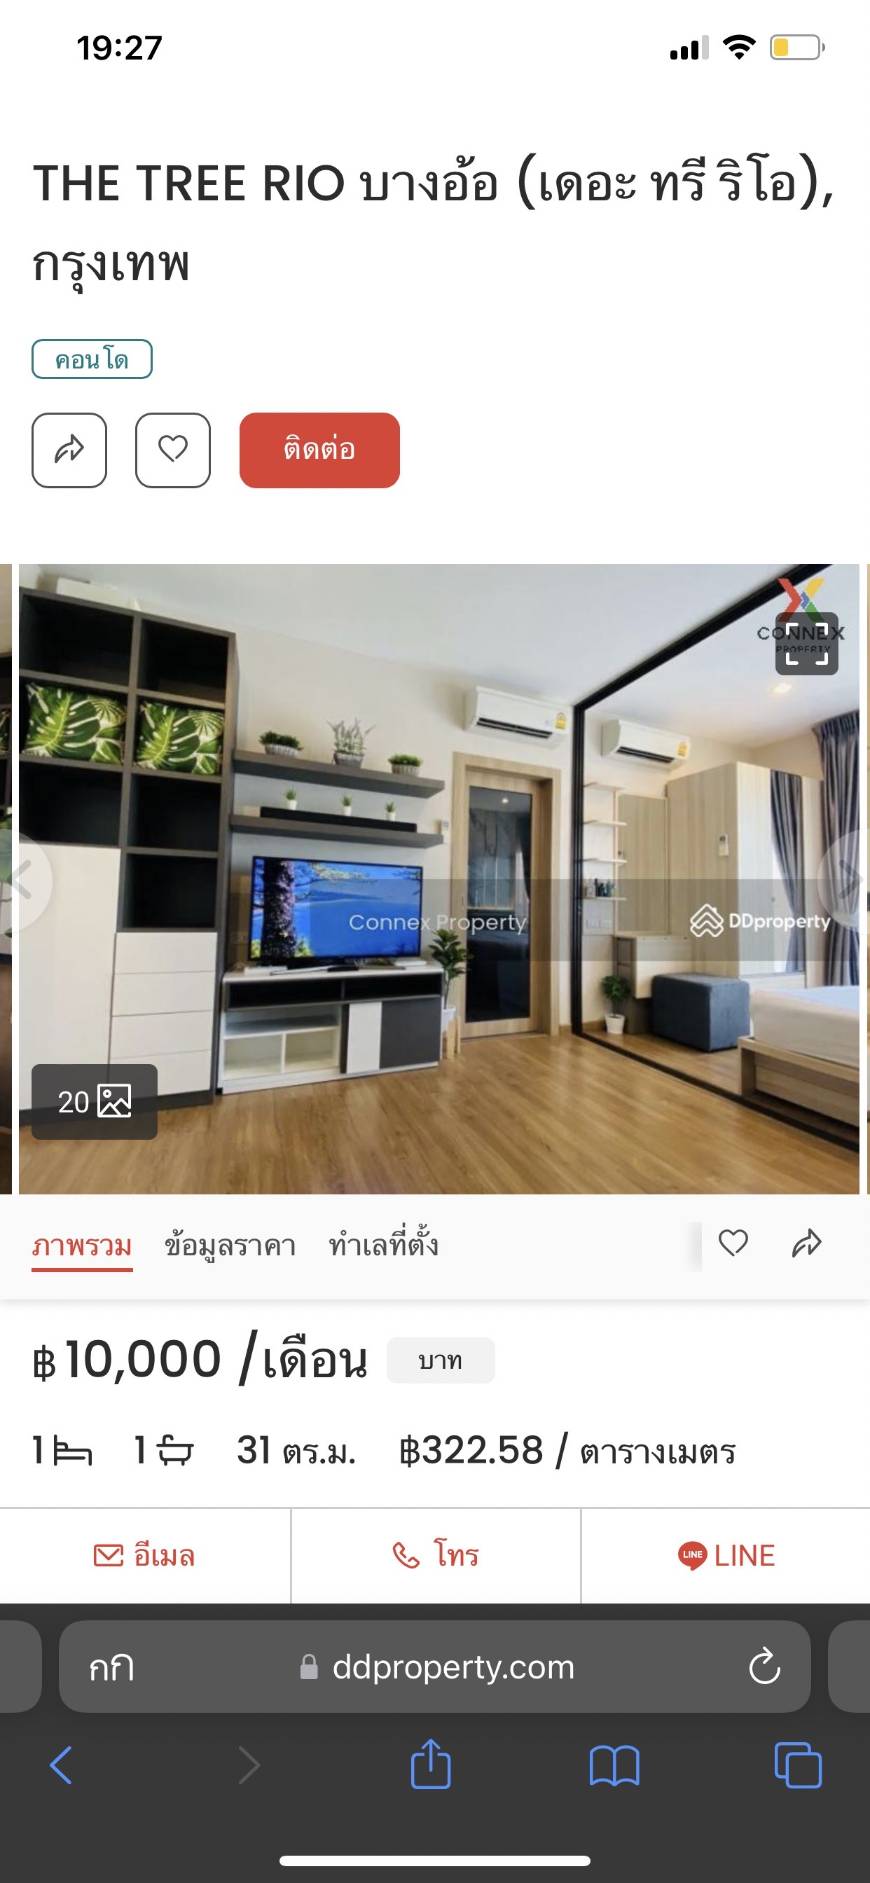 19:27
THE TREE RIO บางอ้อ (เดอะ ทรี ริโอ),
กรุงเทพ
คอนโด
ติดต่อ
CONNEX
PROPERTY
Connex Property
DDproperty
20
ภาพรวม ข้อมูลราคา ทำเลที่ตั้ง
฿10,000 /เดือน บาท
1 1 31 ตร.ม. ฿322.58 / ตารางเมตร
อีเมล โทร LINE LINE
กก ddproperty.com